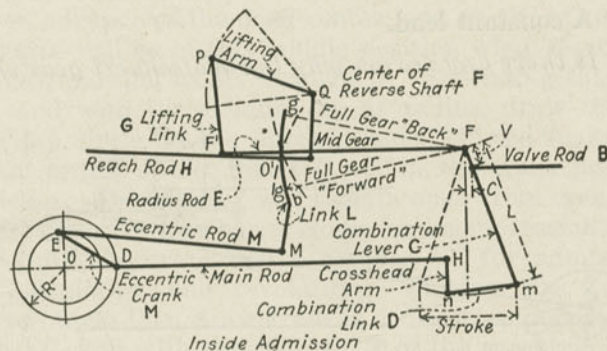 P
Lifting
Arm
Q
Center of
Reverse Shaft F
G Lifting
Link
F'
g'
Full Gear "Back"
F
V
Mid Gear
Valve Rod B
Reach Rod H
O'
Full Gear
"Forward"
C
Radius Rod E
g
b
Link L
L
E
Eccentric Rod M
M
Combination
Lever C
O
D
Eccentric
Crank
M
Main Rod
H
Crosshead
Arm
R
n
m
Combination
Link D
Stroke
Inside Admission